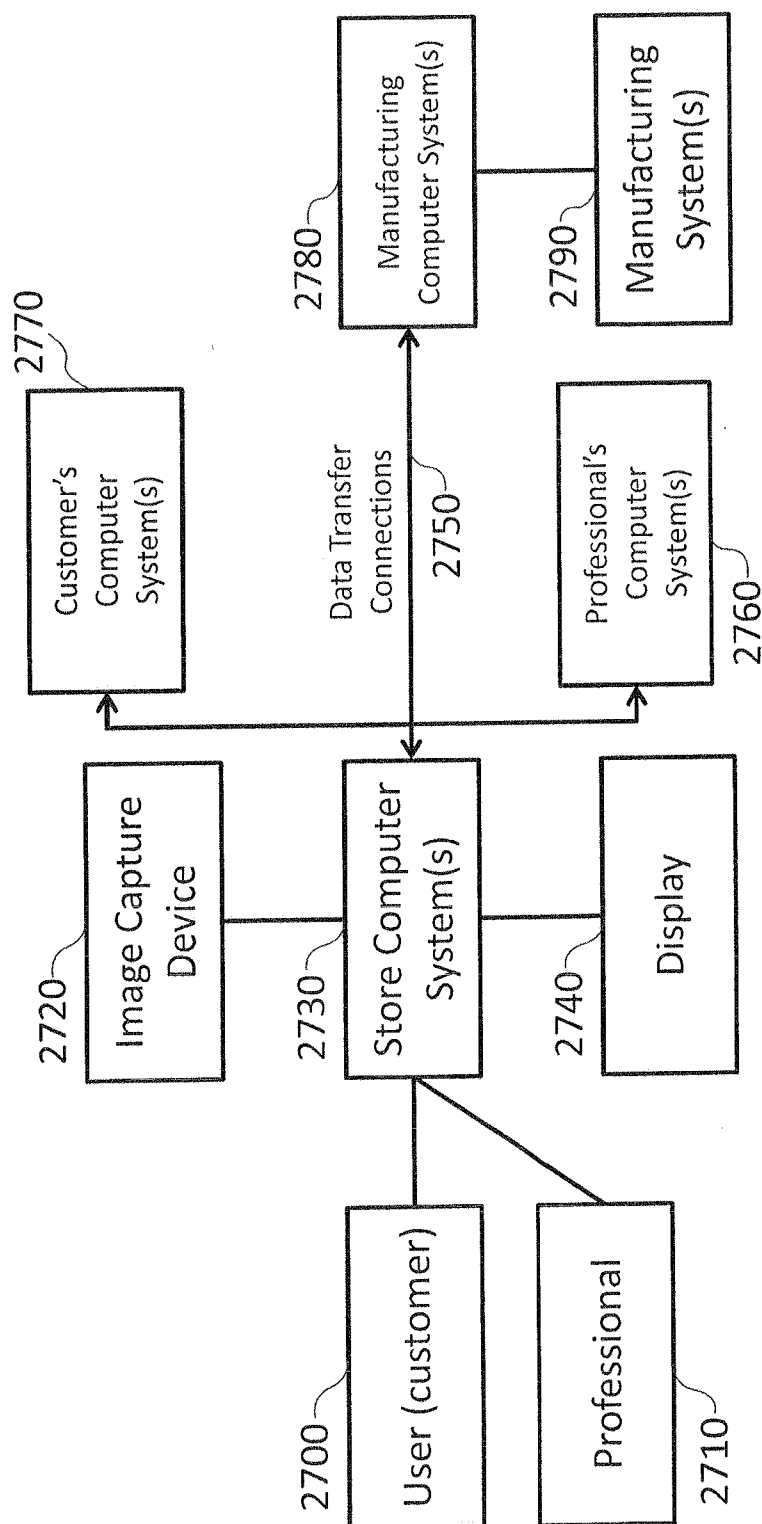 2700
User (customer)
Professional
2710
2720
Image Capture
Device
2730
Store Computer
System(s)
2740
Display
2770
Customer's
Computer
System(s)
Data Transfer
Connections
2750
Professional's
Computer
System(s)
2760
2780
Manufacturing
Computer System(s)
2790
Manufacturing
System(s)